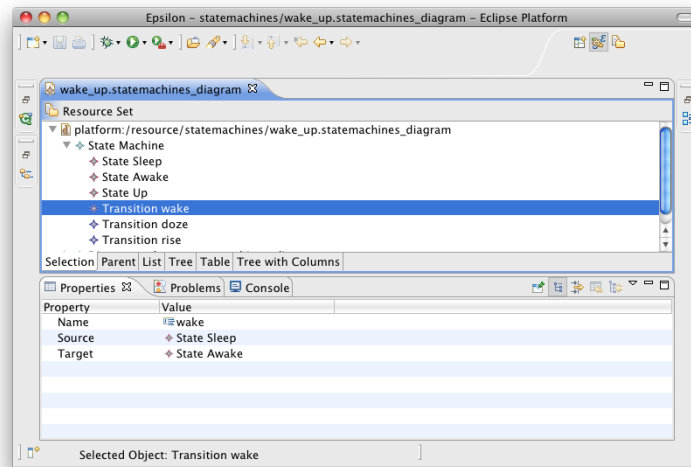 Epsilon - statemachines/wake_up.statemachines_diagram - Eclipse Platform
wake_up.statemachines_diagram
Resource Set
platform:/resource/statemachines/wake_up.statemachines_diagram
State Machine
State Sleep
State Awake
State Up
Transition wake
Transition doze
Transition rise
Selection Parent List Tree Table Tree with Columns
Properties Problems Console
Property Value
Name wake
Source State Sleep
Target State Awake
Selected Object: Transition wake